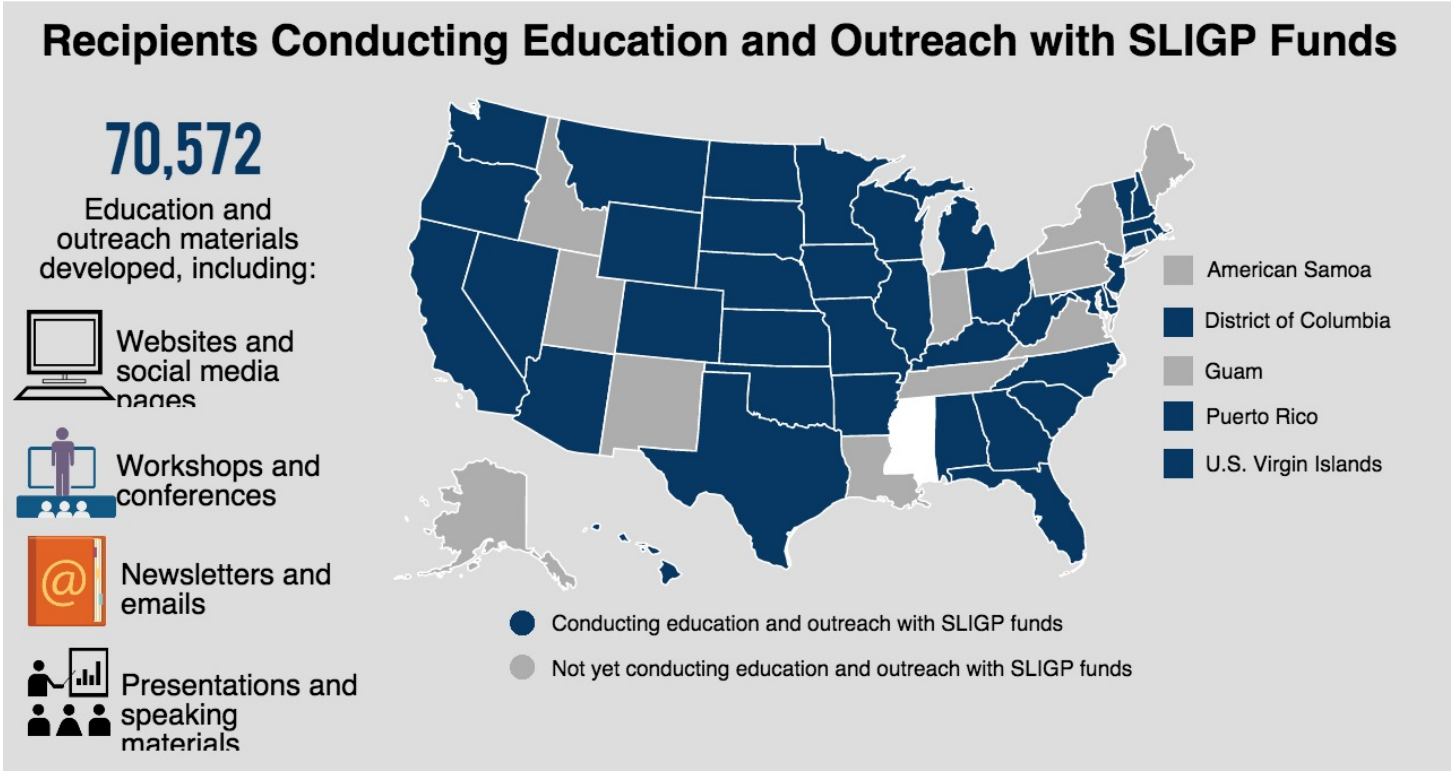 Recipients Conducting Education and Outreach with SLIGP Funds
70,572
Education and
outreach materials
developed, including:
Websites and
social media
pages
Workshops and
conferences
@
Newsletters and
emails
Presentations and
speaking
materials
American Samoa
District of Columbia
Guam
Puerto Rico
U.S. Virgin Islands
Conducting education and outreach with SLIGP funds
Not yet conducting education and outreach with SLIGP funds